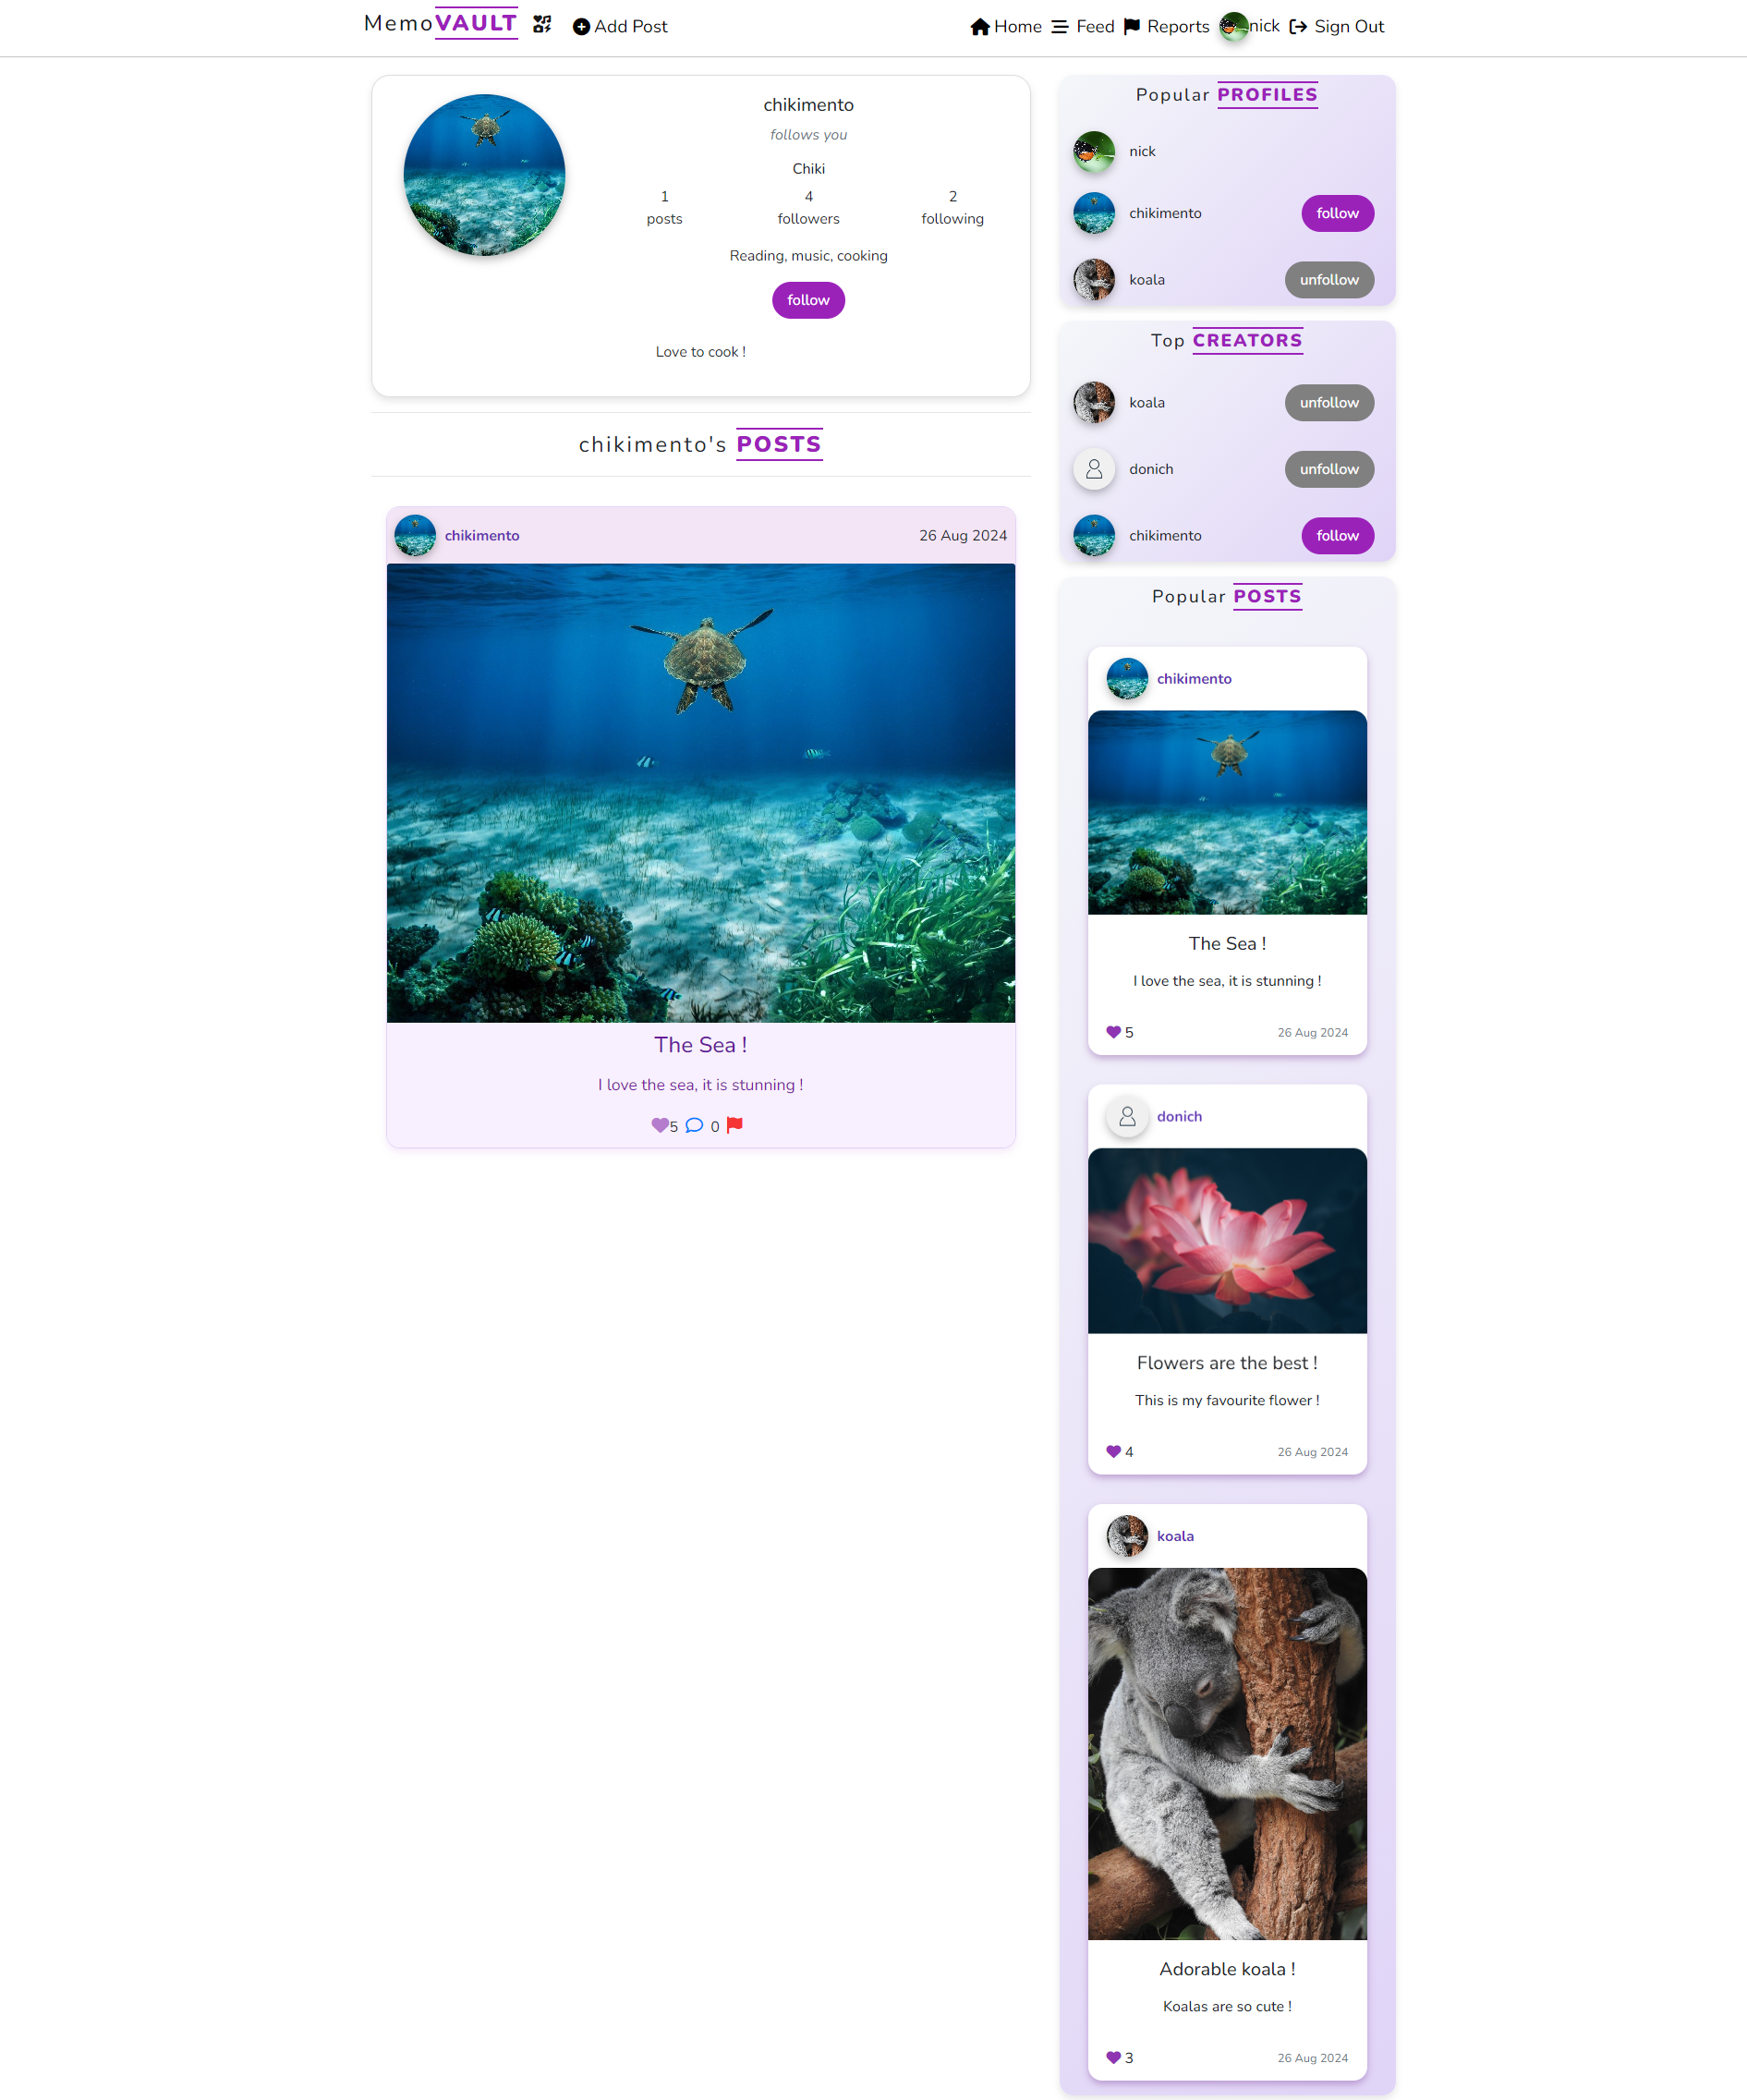 MemoVAULT Add Post Home Feed Reports nick Sign Out
chikimento
follows you
Chiki
1 4 2
posts followers following
Reading, music, cooking
follow
Love to cook !
chikimento's POSTS
chikimento 26 Aug 2024
The Sea !
I love the sea, it is stunning !
5 0
Popular PROFILES
nick
chikimento follow
koala unfollow
Top CREATORS
koala unfollow
donich unfollow
chikimento follow
Popular POSTS
chikimento
The Sea !
I love the sea, it is stunning !
5 26 Aug 2024
donich
Flowers are the best !
This is my favourite flower !
4 26 Aug 2024
koala
Adorable koala !
Koalas are so cute !
3 26 Aug 2024